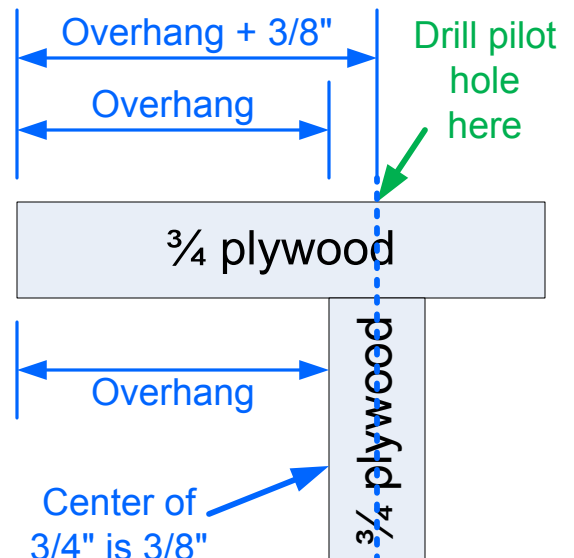 Overhang + 3/8"
Drill pilot
hole
here
Overhang
¾ plywood
¾ plywood
Overhang
Center of
3/4" is 3/8"